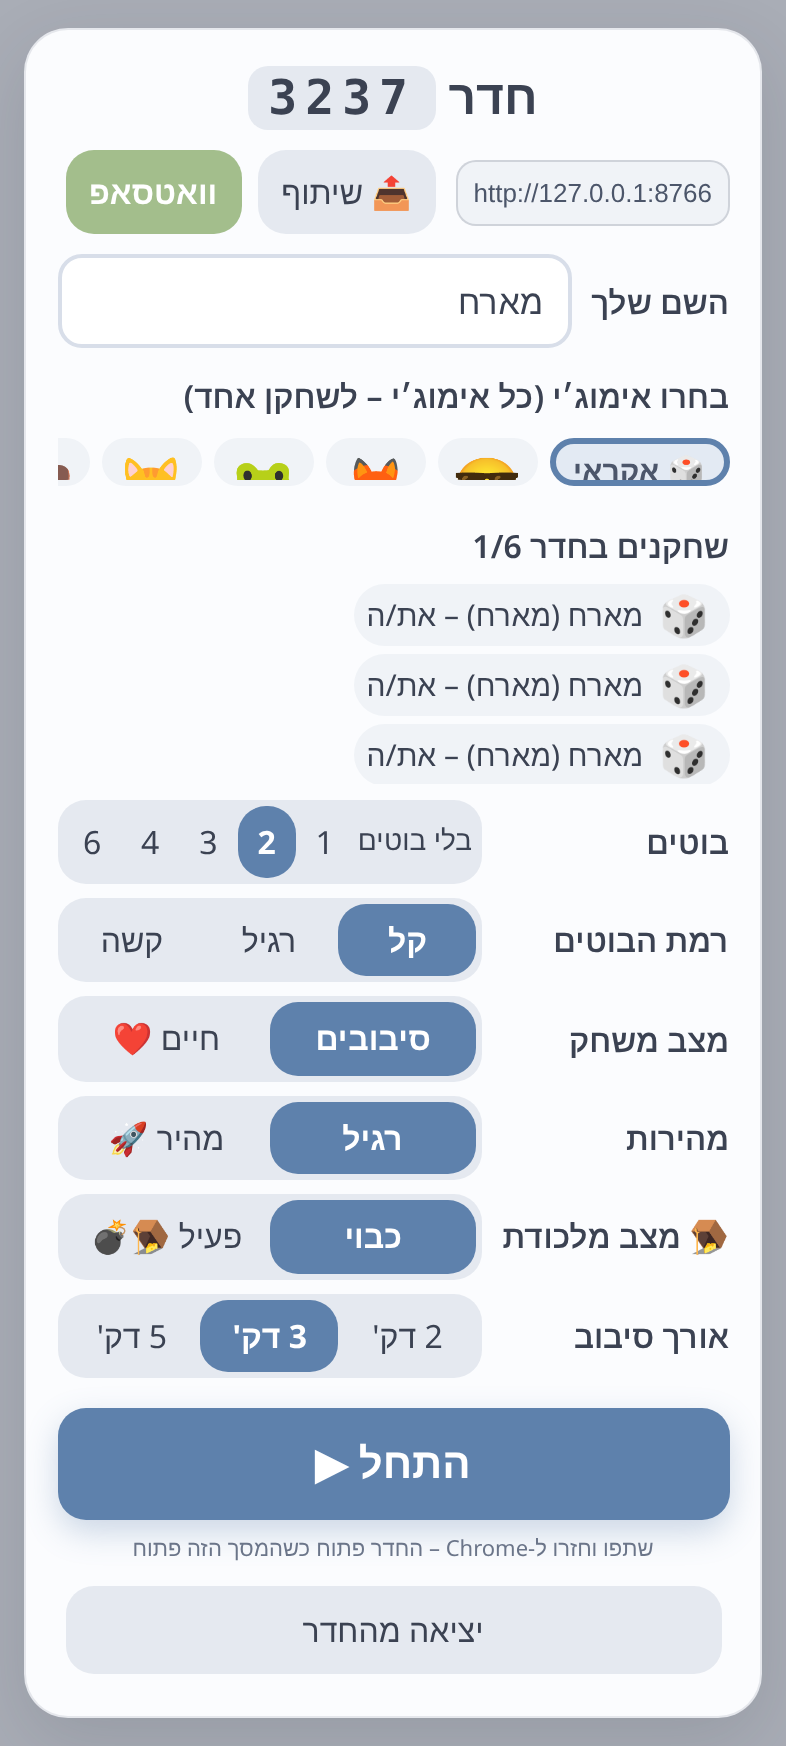 חדר 3237
http://127.0.0.1:8766 📤 שיתוף וואטסאפ
השם שלך מארח
בחרו אימוג׳י (כל אימוג׳י – לשחקן אחד)
🎲 אקראי
שחקנים בחדר 1/6
🎲 מארח (מארח) – את/ה
🎲 מארח (מארח) – את/ה
🎲 מארח (מארח) – את/ה
בוטים בלי בוטים 1 2 3 4 6
רמת הבוטים קל רגיל קשה
מצב משחק סיבובים חיים ❤️
מהירות רגיל מהיר 🚀
🪤 מצב מלכודת כבוי פעיל 🪤💣
אורך סיבוב 2 דק' 3 דק' 5 דק'
התחל ▶
שתפו וחזרו ל-Chrome – החדר פתוח כשהמסך הזה פתוח
יציאה מהחדר